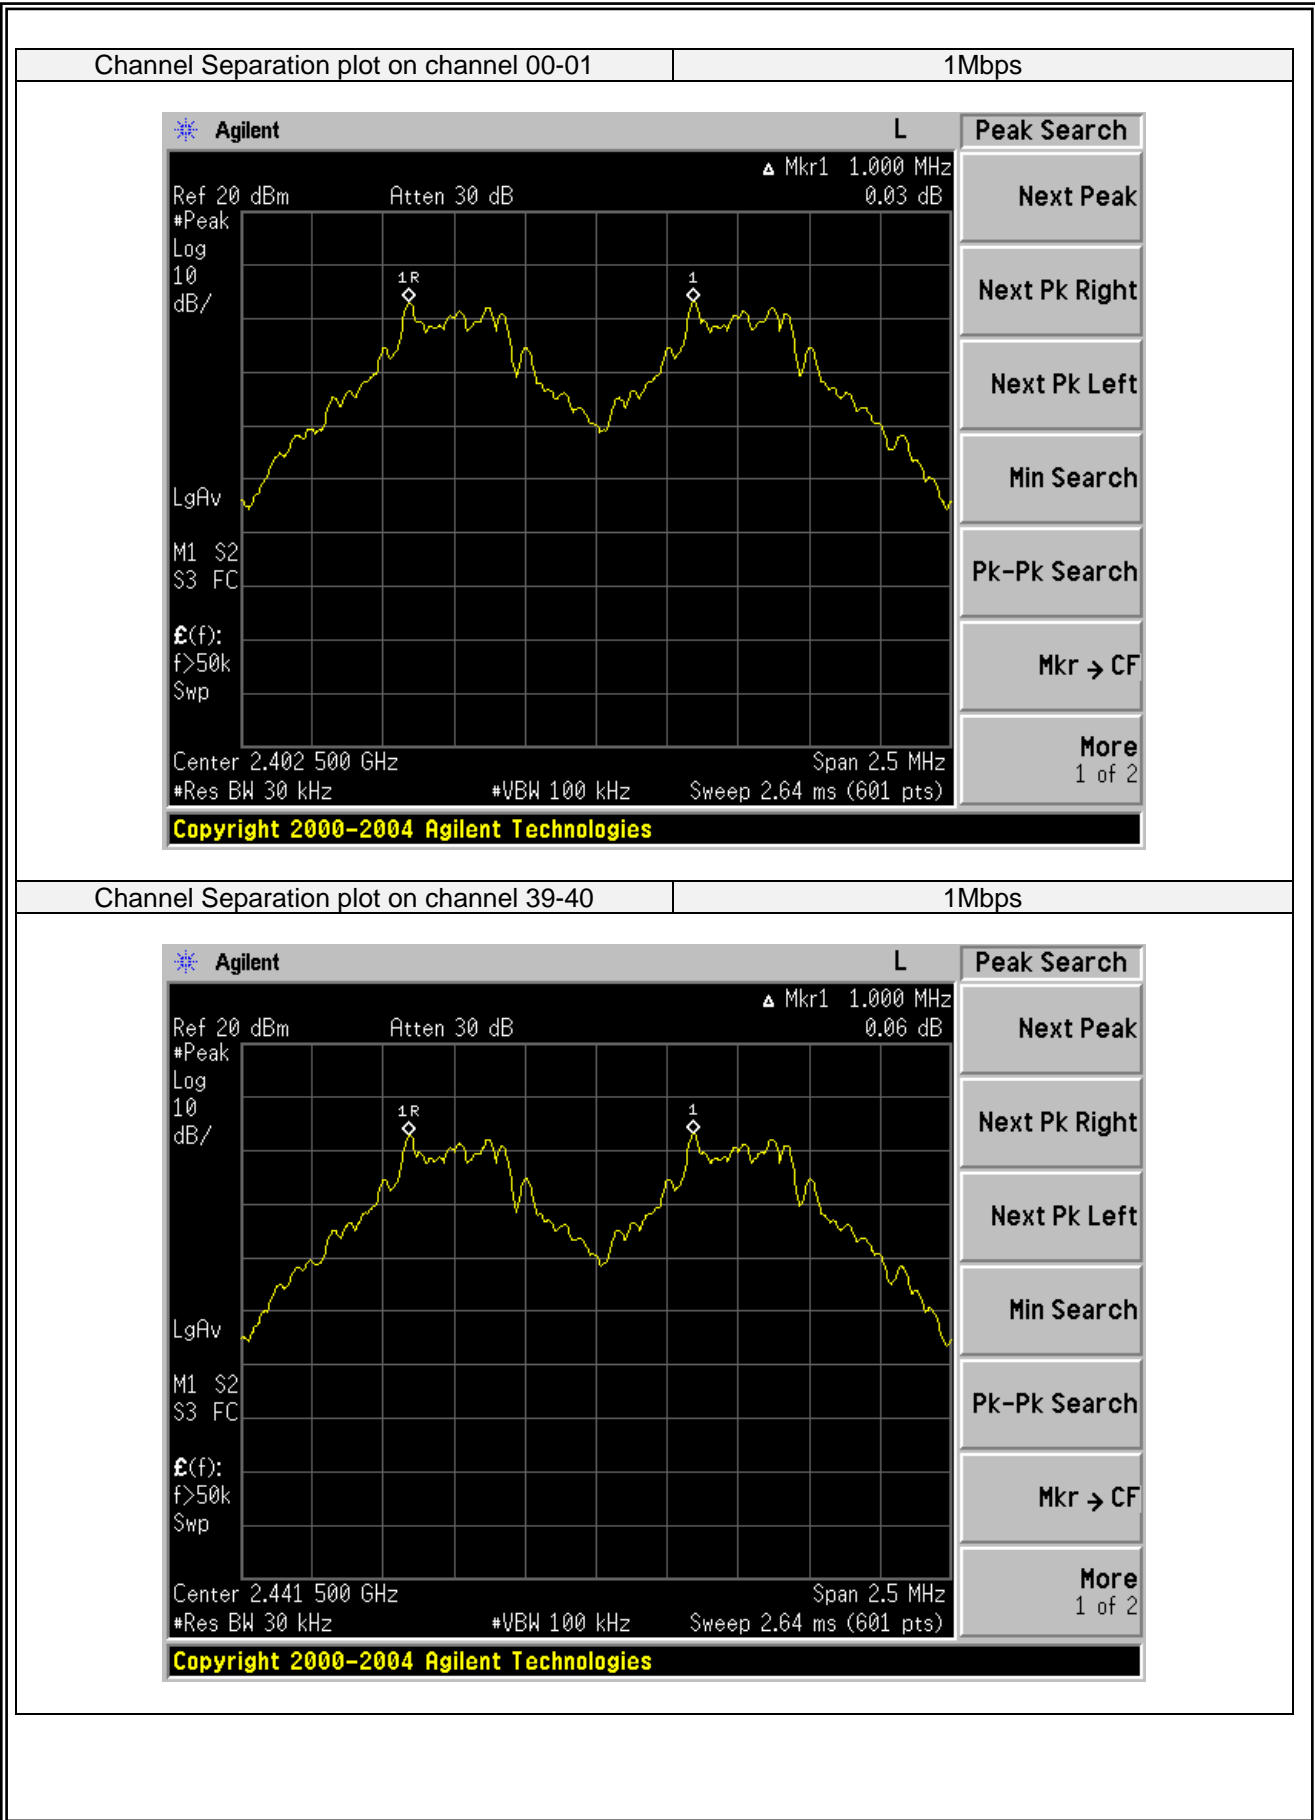 Channel Separation plot on channel 00-01 1Mbps
Agilent L Peak Search
Δ Mkr1 1.000 MHz
Ref 20 dBm Atten 30 dB 0.03 dB
#Peak
Log
10
dB/
1R 1
LgAv
M1 S2
S3 FC
£(f):
f>50k
Swp
Center 2.402 500 GHz Span 2.5 MHz
#Res BW 30 kHz #VBW 100 kHz Sweep 2.64 ms (601 pts)
Copyright 2000-2004 Agilent Technologies
Next Peak
Next Pk Right
Next Pk Left
Min Search
Pk-Pk Search
Mkr → CF
More
1 of 2
Channel Separation plot on channel 39-40 1Mbps
Agilent L Peak Search
Δ Mkr1 1.000 MHz
Ref 20 dBm Atten 30 dB 0.06 dB
#Peak
Log
10
dB/
1R 1
LgAv
M1 S2
S3 FC
£(f):
f>50k
Swp
Center 2.441 500 GHz Span 2.5 MHz
#Res BW 30 kHz #VBW 100 kHz Sweep 2.64 ms (601 pts)
Copyright 2000-2004 Agilent Technologies
Next Peak
Next Pk Right
Next Pk Left
Min Search
Pk-Pk Search
Mkr → CF
More
1 of 2